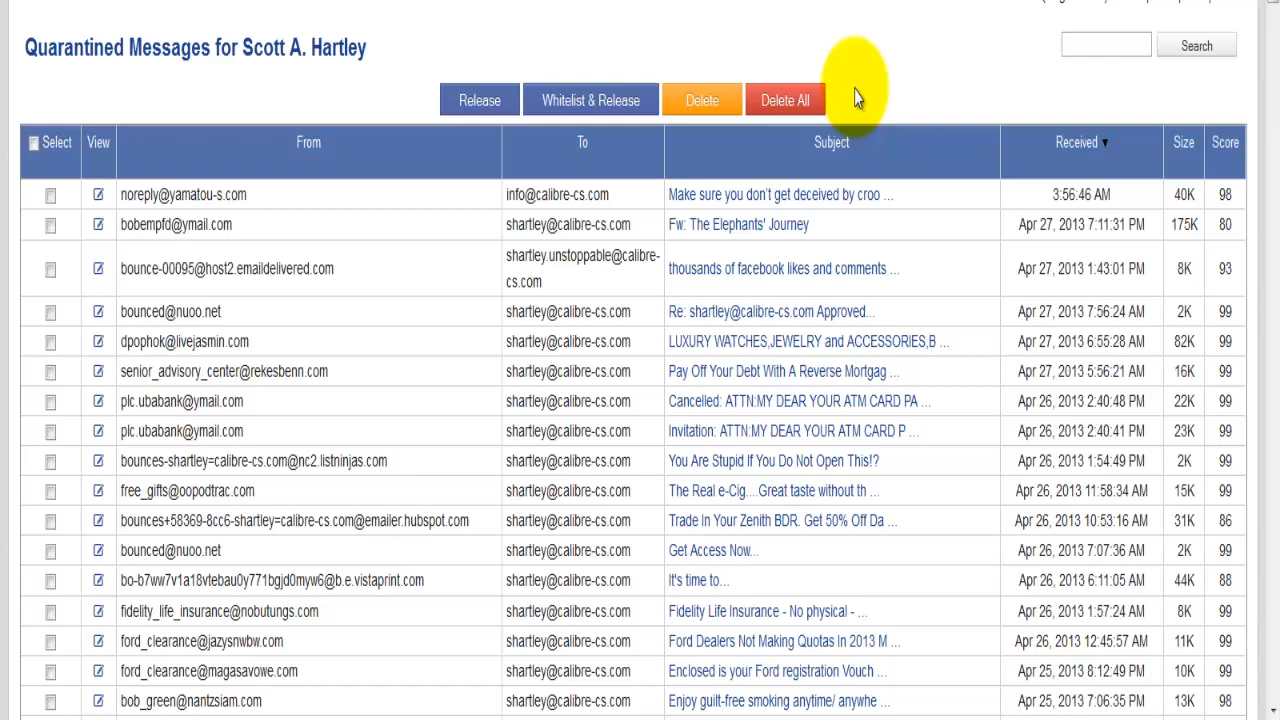 Quarantined Messages for Scott A. Hartley
Search
Release Whitelist & Release Delete Delete All
Select View From To Subject Received ▼ Size Score
noreply@yamatou-s.com info@calibre-cs.com Make sure you don't get deceived by croo ... 3:56:46 AM 40K 98
bobempfd@ymail.com shartley@calibre-cs.com Fw: The Elephants' Journey Apr 27, 2013 7:11:31 PM 175K 80
bounce-00095@host2.emaildelivered.com shartley.unstoppable@calibre-cs.com thousands of facebook likes and comments ... Apr 27, 2013 1:43:01 PM 8K 93
bounced@nuoo.net shartley@calibre-cs.com Re: shartley@calibre-cs.com Approved... Apr 27, 2013 7:56:24 AM 2K 99
dpophok@livejasmin.com shartley@calibre-cs.com LUXURY WATCHES,JEWELRY and ACCESSORIES,B ... Apr 27, 2013 6:55:28 AM 82K 99
senior_advisory_center@rekesbenn.com shartley@calibre-cs.com Pay Off Your Debt With A Reverse Mortgag ... Apr 27, 2013 5:56:21 AM 16K 99
plc.ubabank@ymail.com shartley@calibre-cs.com Cancelled: ATTN:MY DEAR YOUR ATM CARD PA ... Apr 26, 2013 2:40:48 PM 22K 99
plc.ubabank@ymail.com shartley@calibre-cs.com Invitation: ATTN:MY DEAR YOUR ATM CARD P ... Apr 26, 2013 2:40:41 PM 23K 99
bounces-shartley=calibre-cs.com@nc2.listninjas.com shartley@calibre-cs.com You Are Stupid If You Do Not Open This!? Apr 26, 2013 1:54:49 PM 2K 99
free_gifts@oopodtrac.com shartley@calibre-cs.com The Real e-Cig....Great taste without th ... Apr 26, 2013 11:58:34 AM 15K 99
bounces+58369-8cc6-shartley=calibre-cs.com@emailer.hubspot.com shartley@calibre-cs.com Trade In Your Zenith BDR. Get 50% Off Da ... Apr 26, 2013 10:53:16 AM 31K 86
bounced@nuoo.net shartley@calibre-cs.com Get Access Now... Apr 26, 2013 7:07:36 AM 2K 99
bo-b7ww7v1a18vtebau0y771bgjd0myw6@b.e.vistaprint.com shartley@calibre-cs.com It's time to... Apr 26, 2013 6:11:05 AM 44K 88
fidelity_life_insurance@nobutungs.com shartley@calibre-cs.com Fidelity Life Insurance - No physical - ... Apr 26, 2013 1:57:24 AM 8K 99
ford_clearance@jazysnwbw.com shartley@calibre-cs.com Ford Dealers Not Making Quotas In 2013 M ... Apr 26, 2013 12:45:57 AM 11K 99
ford_clearance@magasavowe.com shartley@calibre-cs.com Enclosed is your Ford registration Vouch ... Apr 25, 2013 8:12:49 PM 10K 99
bob_green@nantzsiam.com shartley@calibre-cs.com Enjoy guilt-free smoking anytime/ anywhe ... Apr 25, 2013 7:06:35 PM 13K 98